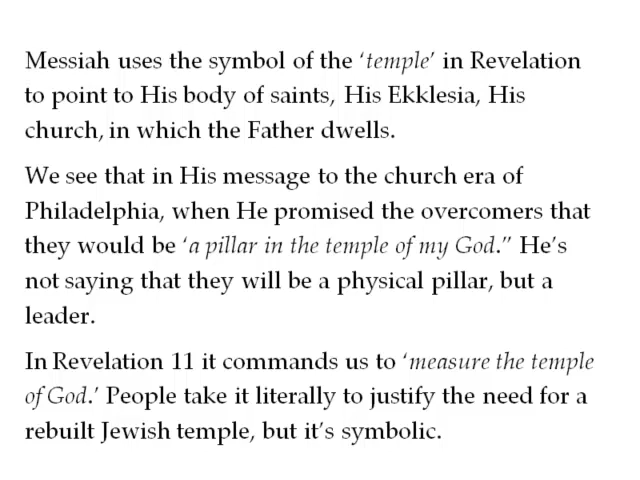 Messiah uses the symbol of the ‘temple’ in Revelation
to point to His body of saints, His Ekklesia, His
church, in which the Father dwells.
We see that in His message to the church era of
Philadelphia, when He promised the overcomers that
they would be ‘a pillar in the temple of my God.” He’s
not saying that they will be a physical pillar, but a
leader.
In Revelation 11 it commands us to ‘measure the temple
of God.’ People take it literally to justify the need for a
rebuilt Jewish temple, but it’s symbolic.